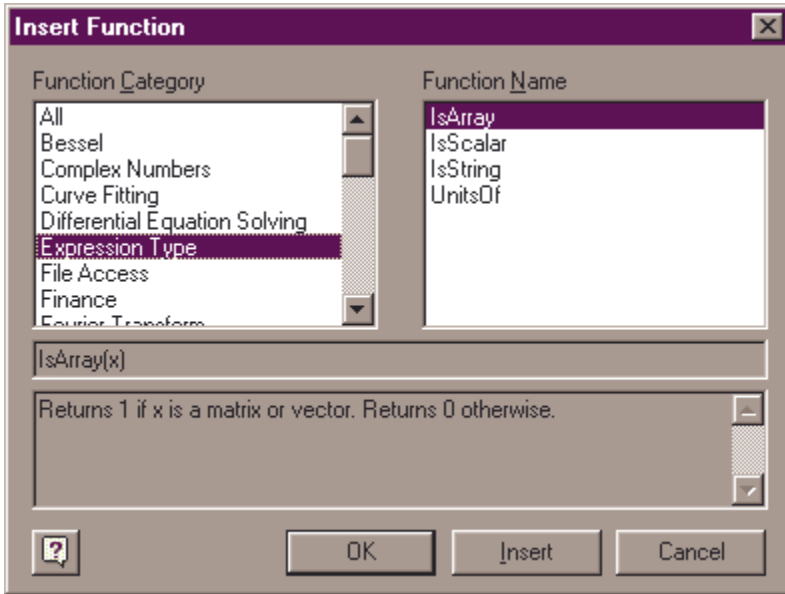 Insert Function
Function Category
Function Name
All
Bessel
Complex Numbers
Curve Fitting
Differential Equation Solving
Expression Type
File Access
Finance
Fourier Transform
IsArray
IsScalar
IsString
UnitsOf
IsArray(x)
Returns 1 if x is a matrix or vector. Returns 0 otherwise.
?
OK
Insert
Cancel